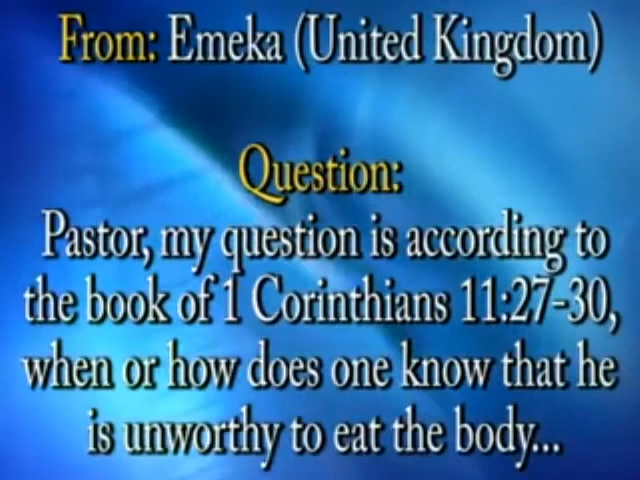 From: Emeka (United Kingdom)
Question:
Pastor, my question is according to
the book of 1 Corinthians 11:27-30,
when or how does one know that he
is unworthy to eat the body...